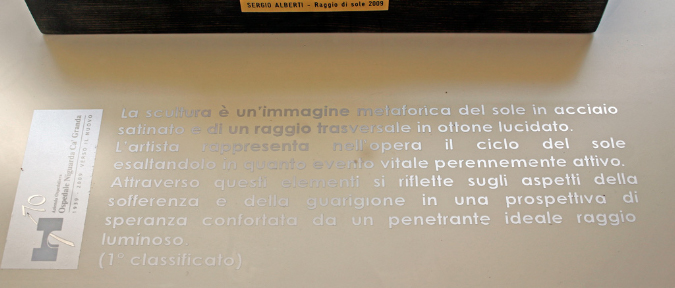 SERGIO ALBERTI – Raggio di sole 2009
La scultura è un'immagine metaforica del sole in acciaio
satinato e di un raggio trasversale in ottone lucidato.
L'artista rappresenta nell'opera il ciclo del sole
esaltandolo in quanto evento vitale perennemente attivo.
Attraverso questi elementi si riflette sugli aspetti della
sofferenza e della guarigione in una prospettiva di
speranza confortata da un penetrante ideale raggio
luminoso.
(1° classificato)
70
Ospedale Niguarda Ca' Granda